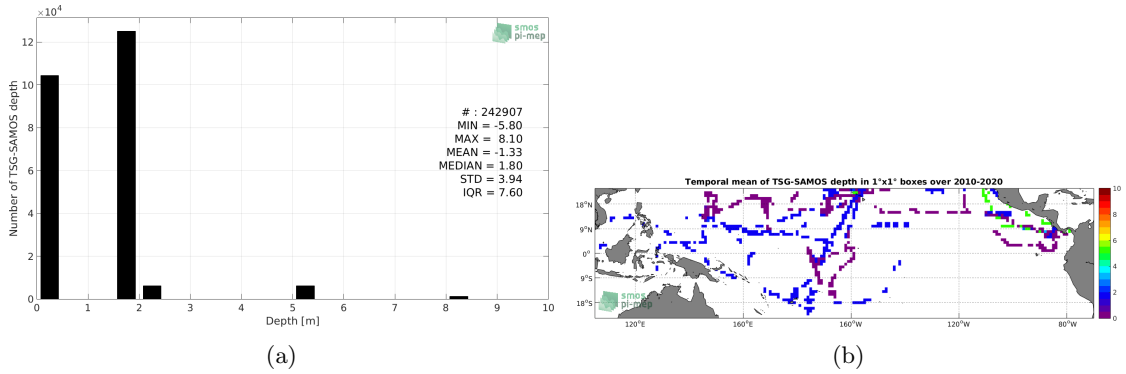 ×10⁴
smos
pi-mep
12
10
8
6
4
2
0
Number of TSG-SAMOS depth
# : 242907
MIN = -5.80
MAX = 8.10
MEAN = -1.33
MEDIAN = 1.80
STD = 3.94
IQR = 7.60
0 1 2 3 4 5 6 7 8 9 10
Depth [m]
(a)
Temporal mean of TSG-SAMOS depth in 1°x1° boxes over 2010-2020
18°N
9°N
0°
9°S
18°S
smos
pi-mep
120°E 160°E 160°W 120°W 80°W
10
8
6
4
2
0
(b)